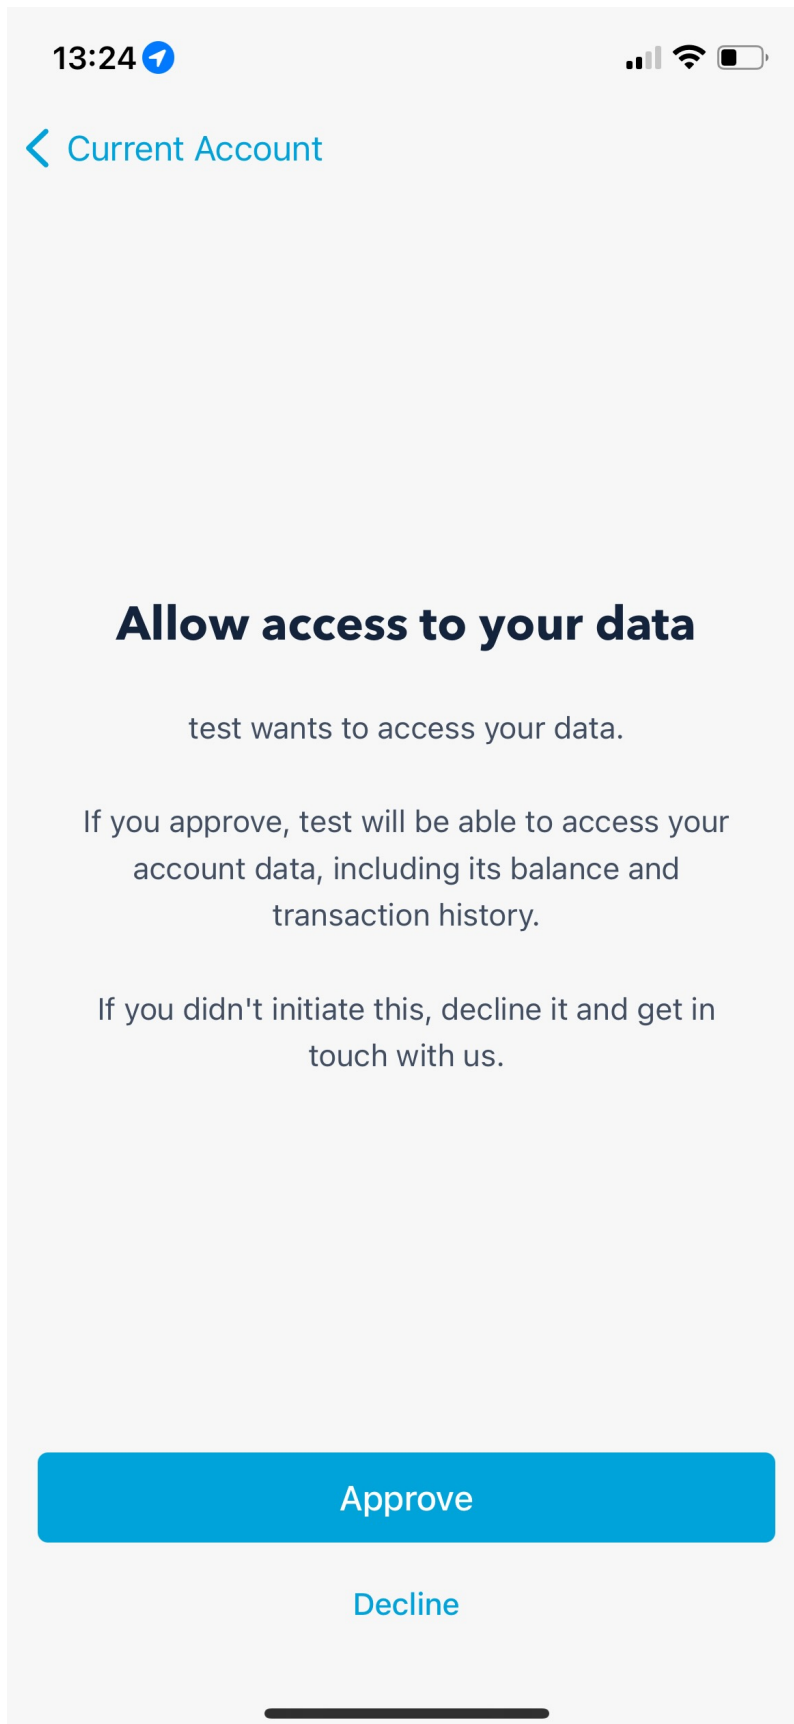 13:24
Current Account
Allow access to your data
test wants to access your data.
If you approve, test will be able to access your
account data, including its balance and
transaction history.
If you didn't initiate this, decline it and get in
touch with us.
Approve
Decline